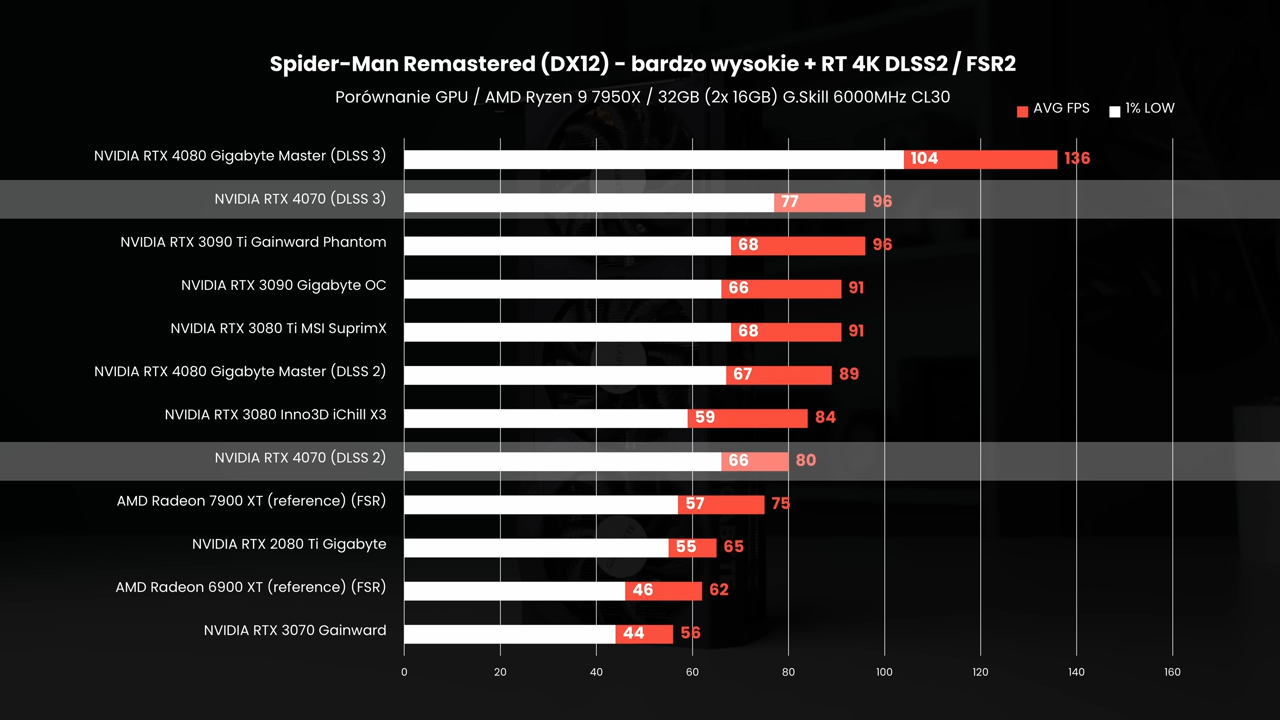 Spider-Man Remastered (DX12) - bardzo wysokie + RT 4K DLSS2 / FSR2
Porównanie GPU / AMD Ryzen 9 7950X / 32GB (2x 16GB) G.Skill 6000MHz CL30
AVG FPS 1% LOW
NVIDIA RTX 4080 Gigabyte Master (DLSS 3) 104 136
NVIDIA RTX 4070 (DLSS 3) 77 96
NVIDIA RTX 3090 Ti Gainward Phantom 68 96
NVIDIA RTX 3090 Gigabyte OC 66 91
NVIDIA RTX 3080 Ti MSI SuprimX 68 91
NVIDIA RTX 4080 Gigabyte Master (DLSS 2) 67 89
NVIDIA RTX 3080 Inno3D iChill X3 59 84
NVIDIA RTX 4070 (DLSS 2) 66 80
AMD Radeon 7900 XT (reference) (FSR) 57 75
NVIDIA RTX 2080 Ti Gigabyte 55 65
AMD Radeon 6900 XT (reference) (FSR) 46 62
NVIDIA RTX 3070 Gainward 44 56
0 20 40 60 80 100 120 140 160